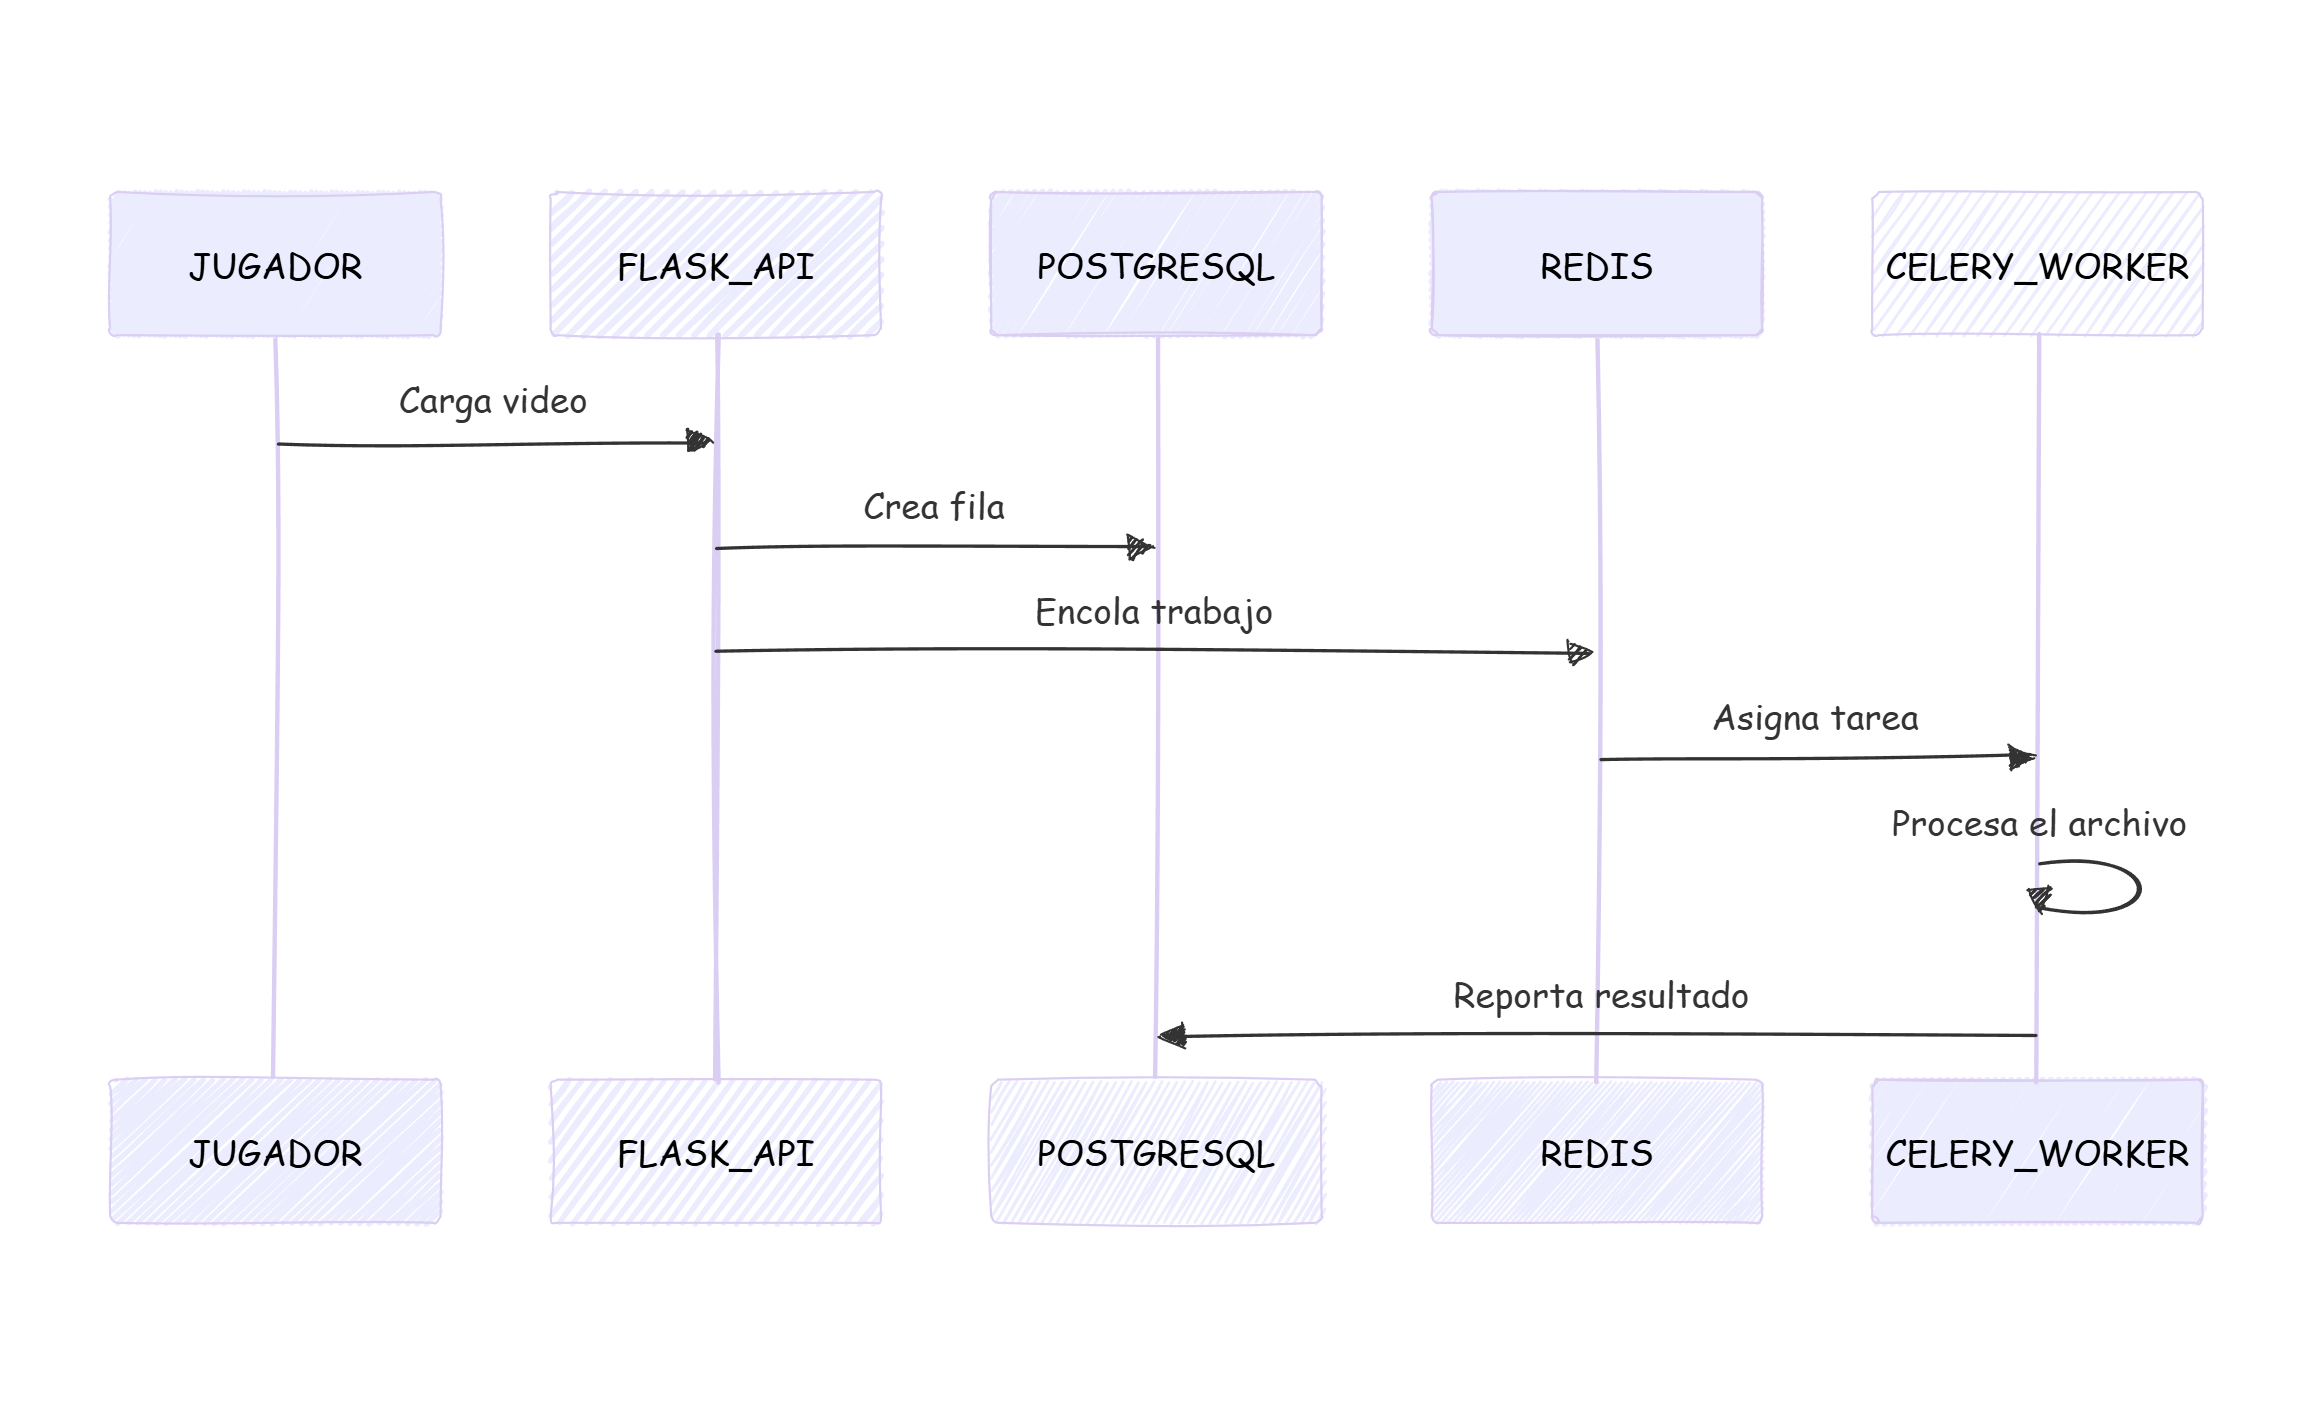 JUGADOR
FLASK_API
POSTGRESQL
REDIS
CELERY_WORKER
Carga video
Crea fila
Encola trabajo
Asigna tarea
Procesa el archivo
Reporta resultado
JUGADOR
FLASK_API
POSTGRESQL
REDIS
CELERY_WORKER